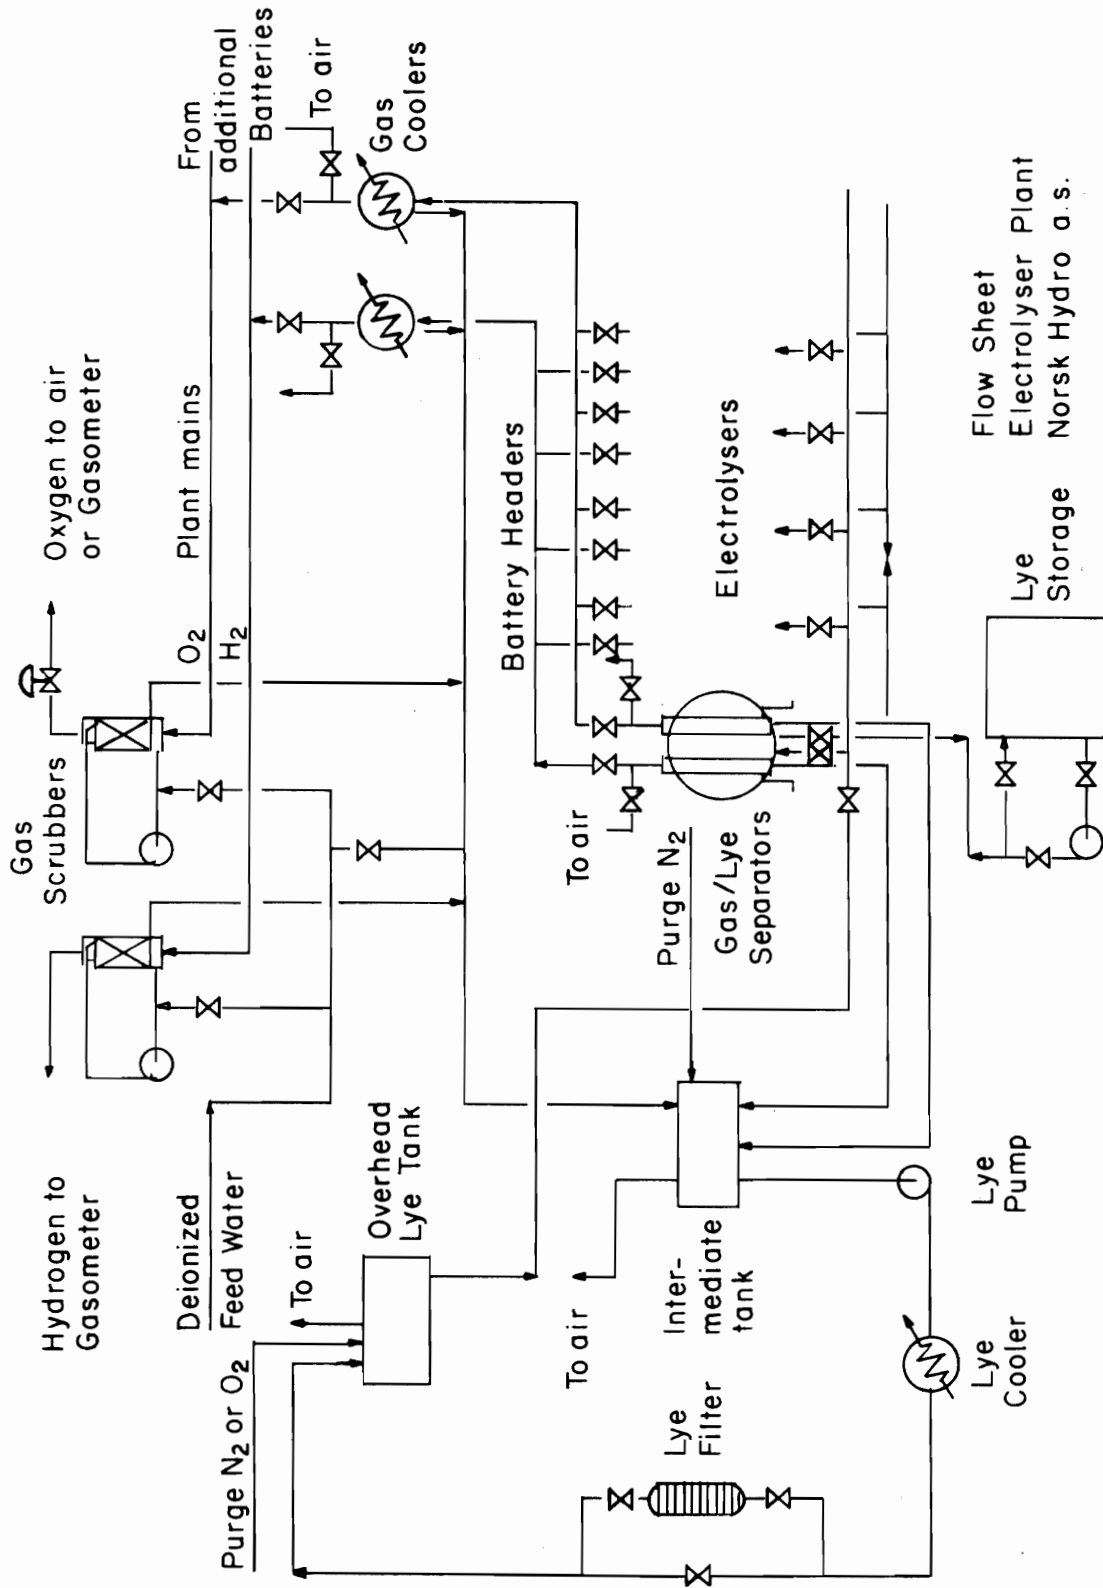 Hydrogen to
Gasometer
Gas
Scrubbers
Oxygen to air
or Gasometer
Deionized
Feed Water
O2
H2
Plant mains
From
additional
Batteries
To air
Gas
Coolers
Purge N2 or O2
To air
Overhead
Lye Tank
Battery Headers
To air
To air
Purge N2
Gas/Lye
Separators
Electrolysers
Inter-
mediate
tank
Lye
Filter
Lye
Cooler
Lye
Pump
Lye
Storage
Flow Sheet
Electrolyser Plant
Norsk Hydro a.s.